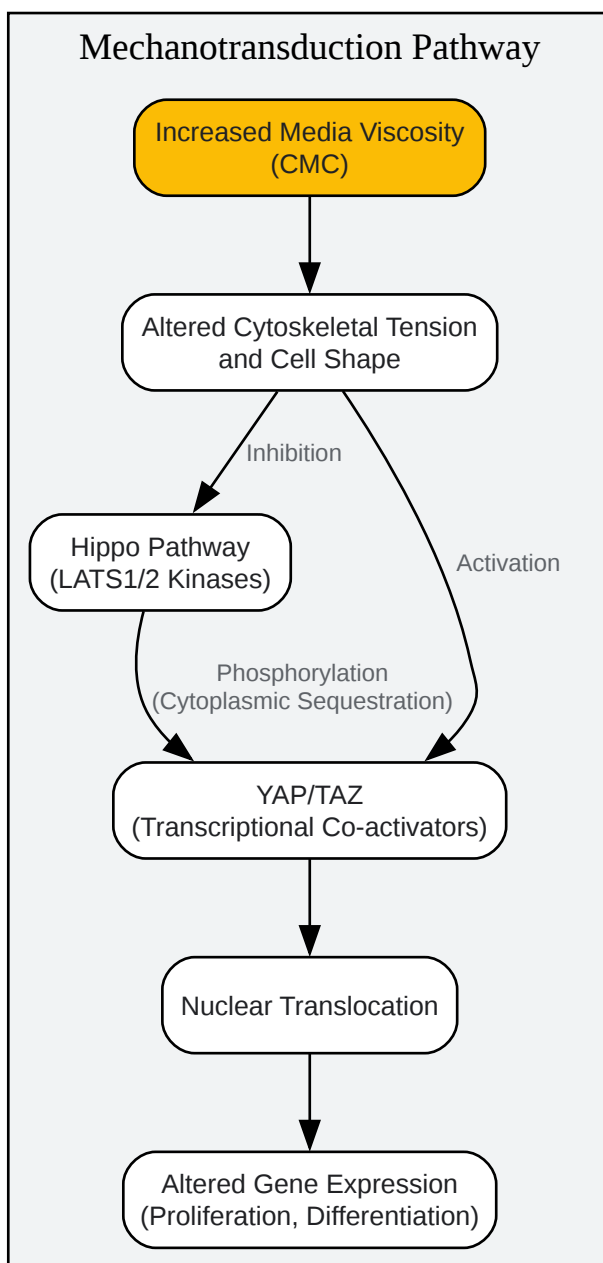 Mechanotransduction Pathway
Increased Media Viscosity
(CMC)
Altered Cytoskeletal Tension
and Cell Shape
Inhibition
Hippo Pathway
(LATS1/2 Kinases)
Activation
Phosphorylation
(Cytoplasmic Sequestration)
YAP/TAZ
(Transcriptional Co-activators)
Nuclear Translocation
Altered Gene Expression
(Proliferation, Differentiation)